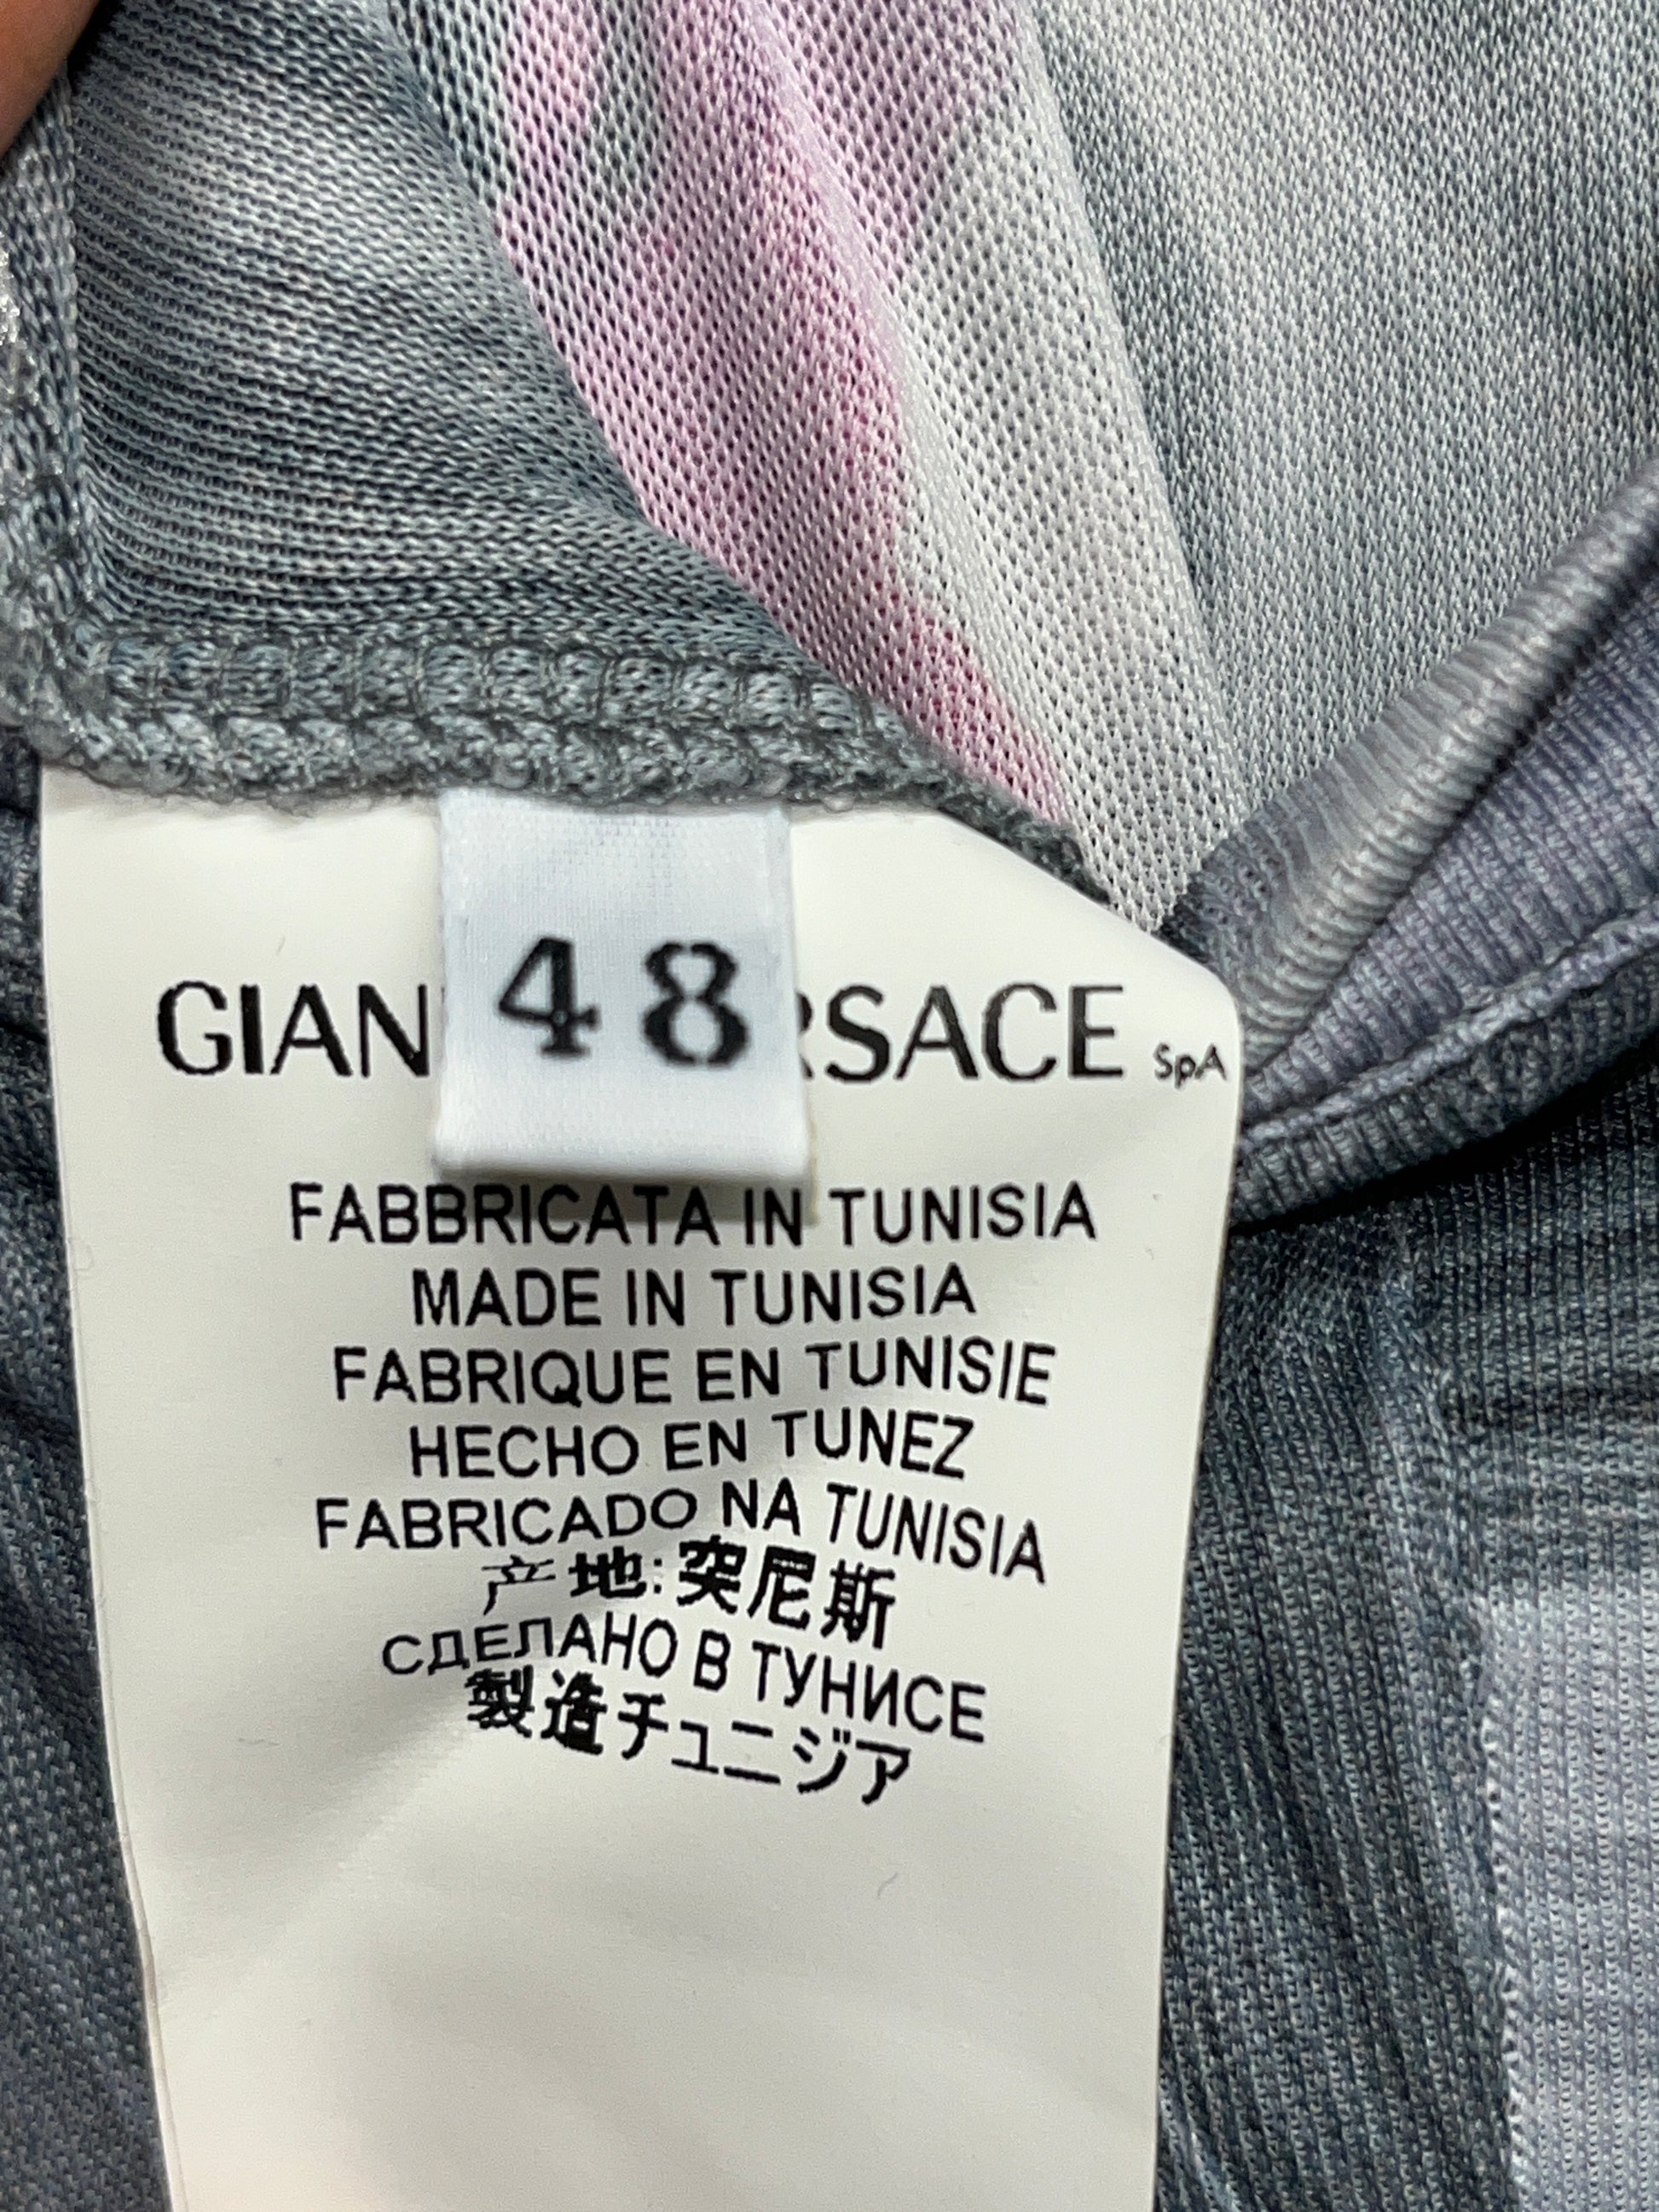 48
GIAN RSACE SpA
FABBRICATA IN TUNISIA
MADE IN TUNISIA
FABRIQUE EN TUNISIE
HECHO EN TUNEZ
FABRICADO NA TUNISIA
产地:突尼斯
СДЕЛАНО В ТУНИСЕ
製造チュニジア